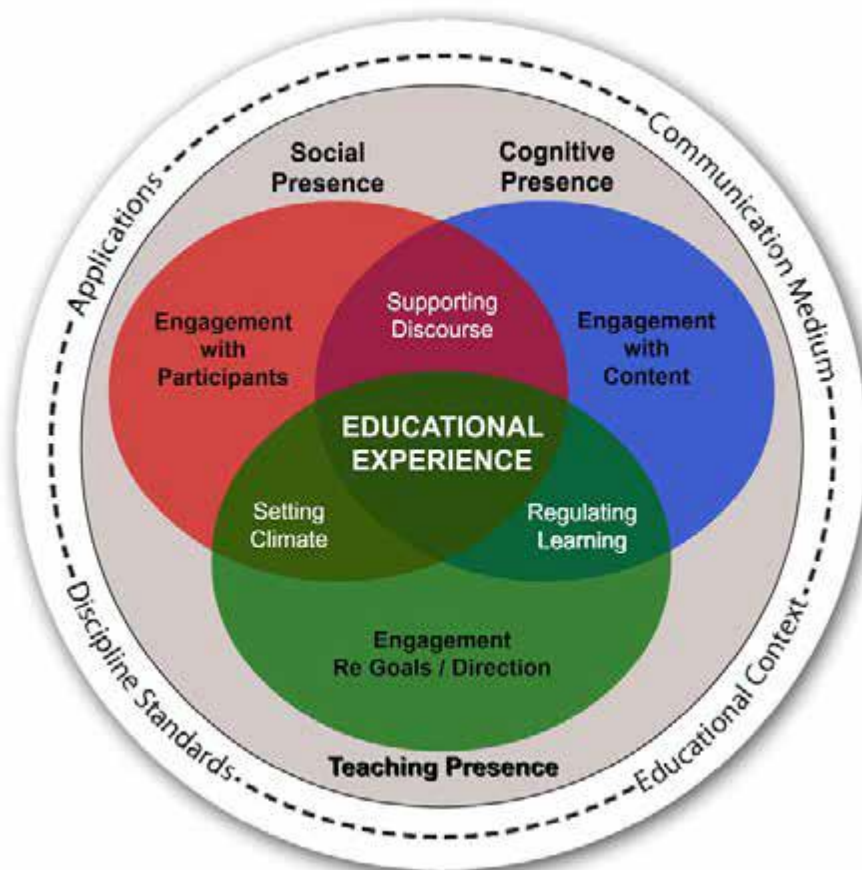 Social
Presence
Cognitive
Presence
Communication Medium
Applications
Supporting
Discourse
Engagement
with
Participants
Engagement
with
Content
EDUCATIONAL
EXPERIENCE
Setting
Climate
Regulating
Learning
Engagement
Re Goals / Direction
Teaching Presence
Discipline Standards
Educational Context